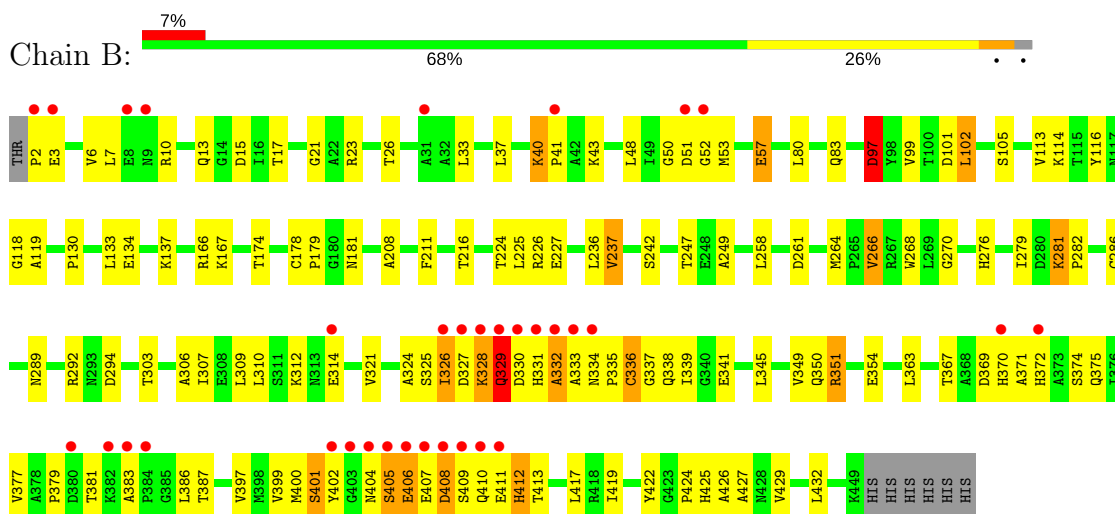 7%
Chain B:
68% 26% • •
THR P2 E3 V6 L7 E8 N9 R10 Q13 G14 D15 I16 T17 G21 A22 R23 T26 A31 A32 L33 L37 K40 P41 A42 K43 L48 I49 G50 D51 G52 M53 E57 L80 Q83 D97 Y98 V99 T100 D101 L102 S105 V113 K114 T115 Y116 N117
G118 A119 P130 L133 E134 K137 R166 K167 T174 C178 P179 G180 N181 A208 F211 T216 T224 L225 R226 E227 L236 V237 S242 T247 E248 A249 L258 D261 M264 P265 V266 R267 W268 L269 G270 H276 I279 D280 K281 P282 C286
N289 R292 N293 D294 T303 A306 I307 E308 L309 L310 S311 K312 N313 E314 V321 A324 S325 I326 D327 K328 Q329 D330 H331 A332 A333 N334 P335 C336 G337 Q338 I339 G340 E341 L345 V349 Q350 R351 E354 L363 T367 A368 D369 H370 A371 H372 A373 S374 Q375 I376
V377 A378 P379 D380 T381 K382 A383 P384 G385 L386 T387 V397 M398 V399 M400 S401 Y402 G403 N404 S405 E406 E407 D408 S409 Q410 E411 H412 T413 L417 R418 I419 Y422 G423 P424 H425 A426 A427 N428 V429 L432 K449 HIS HIS HIS HIS HIS HIS